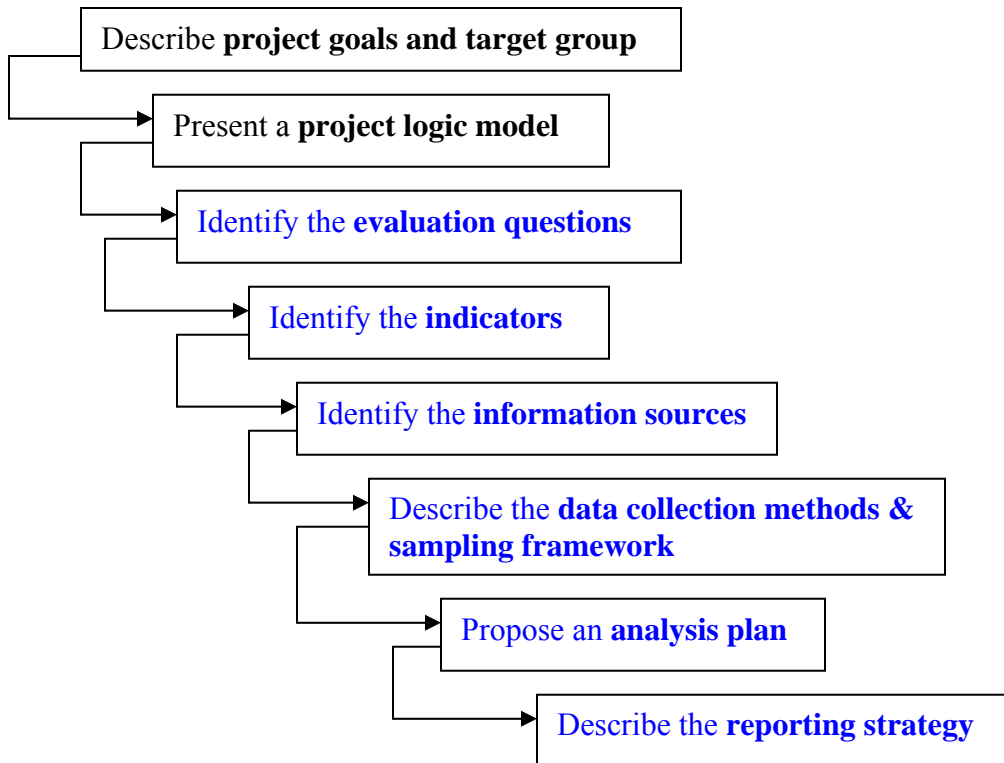 Describe project goals and target group
Present a project logic model
Identify the evaluation questions
Identify the indicators
Identify the information sources
Describe the data collection methods &
sampling framework
Propose an analysis plan
Describe the reporting strategy